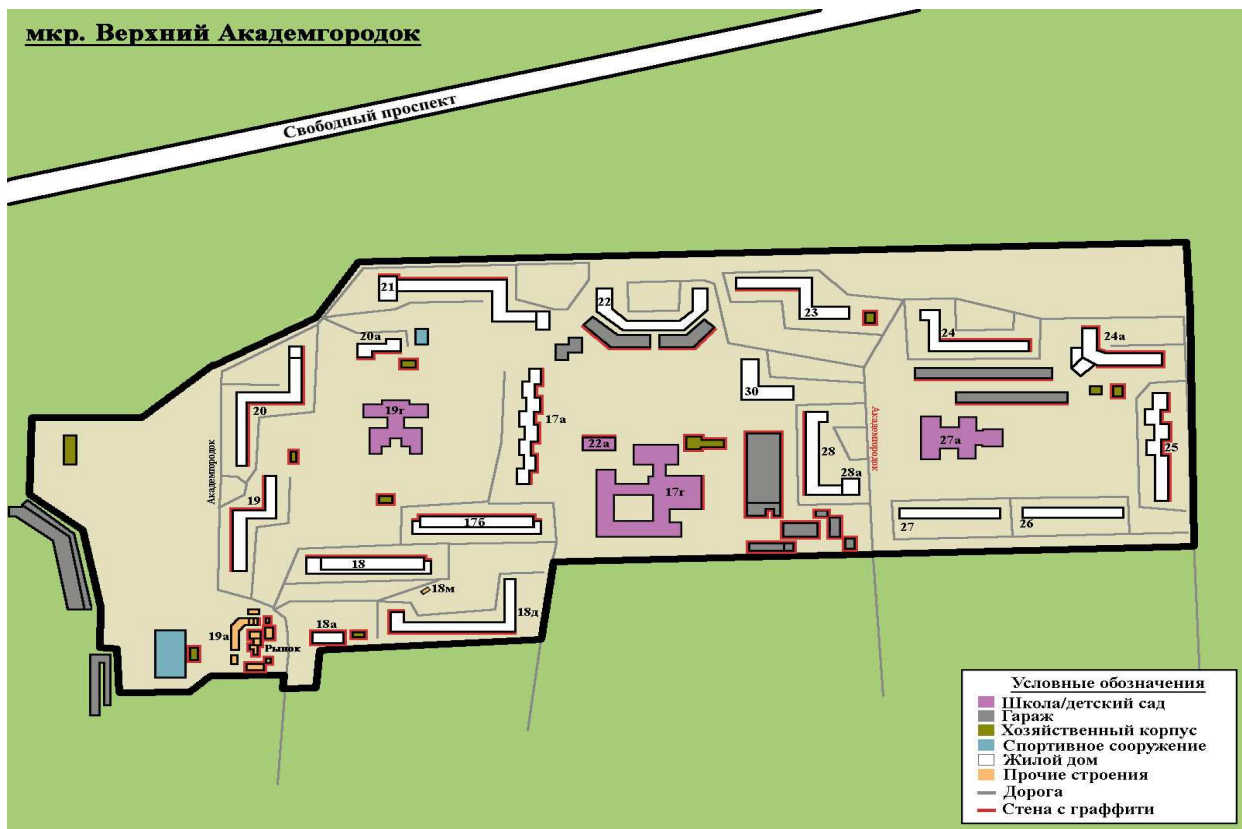 мкр. Верхний Академгородок
Свободный проспект
21
22
23
24
24а
20а
20
30
19г
17а
22а
27а
25
28
28а
Академгородок
Академгородок
19
17г
17б
27
26
18
18м
18д
18а
19а
Рынок
Условные обозначения
Школа/детский сад
Гараж
Хозяйственный корпус
Спортивное сооружение
Жилой дом
Прочие строения
Дорога
Стена с граффити